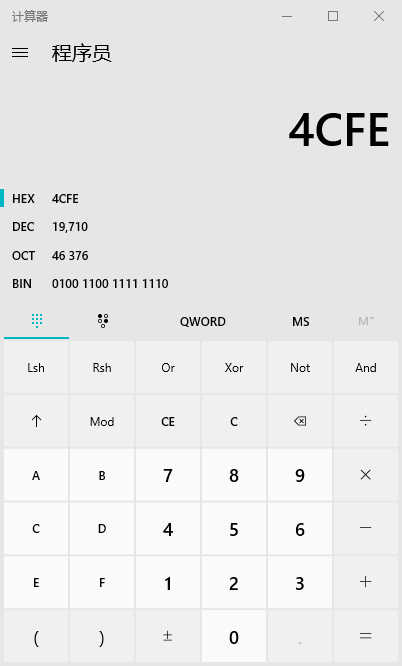 计算器
程序员
4CFE
HEX 4CFE
DEC 19,710
OCT 46 376
BIN 0100 1100 1111 1110
QWORD MS M˅
Lsh Rsh Or Xor Not And
↑ Mod CE C ⌫ ÷
A B 7 8 9 ×
C D 4 5 6 −
E F 1 2 3 +
( ) ± 0 . =